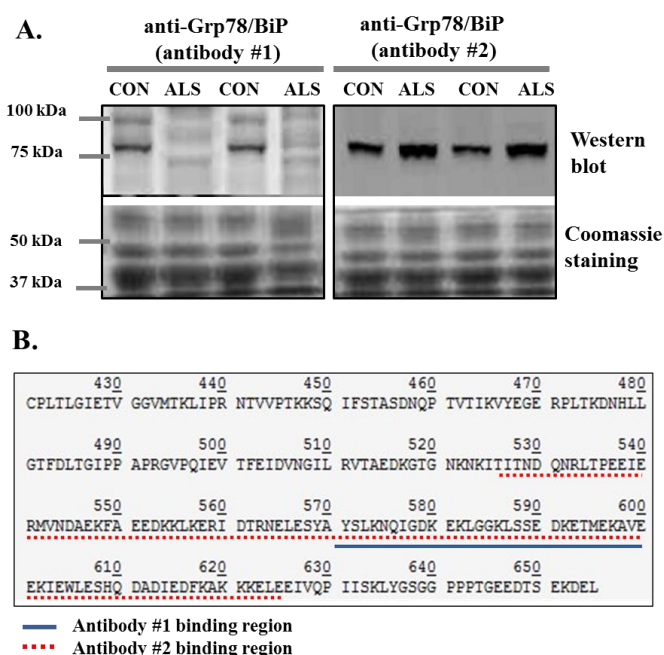 A.
anti-Grp78/BiP
(antibody #1)
anti-Grp78/BiP
(antibody #2)
CON ALS CON ALS
CON ALS CON ALS
100 kDa
75 kDa
Western
blot
50 kDa
37 kDa
Coomassie
staining
B.
430 440 450 460 470 480
CPLTLGIETV GGVMTKLIPR NTVVPTKKSQ IFSTASDNQP TVTIKVYEGE RPLTKDNHLL
490 500 510 520 530 540
GTFDLTGIPP APRGVPQIEV TFEIDVNGIL RVTAEDKGTG NKNKITITND QNRLTPEEIE
550 560 570 580 590 600
RMVNDAEKFA EEDKKLKERI DTRNELESYA YSLKNQIGDK EKLGGKLSSE DKETMEKAVE
610 620 630 640 650
EKIEWLESHQ DADIEDFKAK KKELEEIVQP IISKLYGSGG PPPTGEEDTS EKDEL
Antibody #1 binding region
Antibody #2 binding region